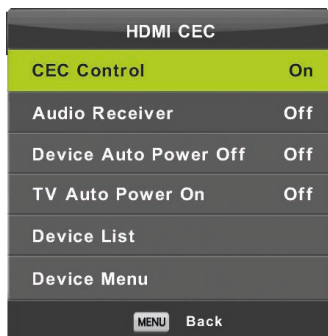 HDMI CEC
CEC Control On
Audio Receiver Off
Device Auto Power Off Off
TV Auto Power On Off
Device List
Device Menu
MENU Back